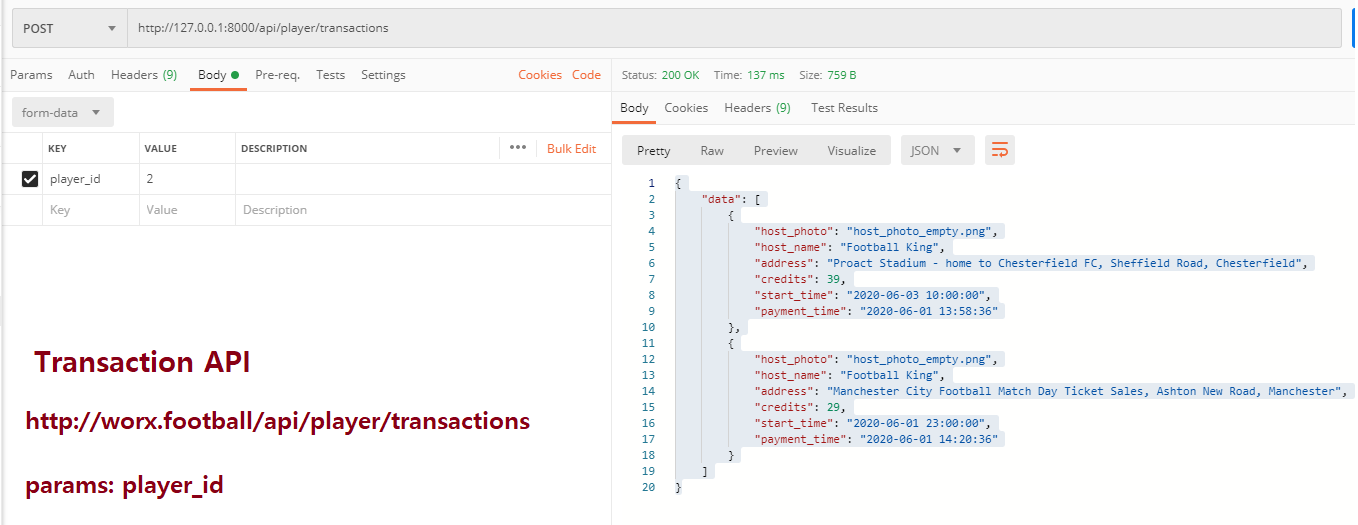 POST
http://127.0.0.1:8000/api/player/transactions
Params Auth Headers (9) Body Pre-req. Tests Settings Cookies Code
form-data
KEY VALUE DESCRIPTION ••• Bulk Edit
player_id 2
Key Value Description
Transaction API
http://worx.football/api/player/transactions
params: player_id
Status: 200 OK Time: 137 ms Size: 759 B
Body Cookies Headers (9) Test Results
Pretty Raw Preview Visualize JSON
1 {
2 "data": [
3 {
4 "host_photo": "host_photo_empty.png",
5 "host_name": "Football King",
6 "address": "Proact Stadium - home to Chesterfield FC, Sheffield Road, Chesterfield",
7 "credits": 39,
8 "start_time": "2020-06-03 10:00:00",
9 "payment_time": "2020-06-01 13:58:36"
10 },
11 {
12 "host_photo": "host_photo_empty.png",
13 "host_name": "Football King",
14 "address": "Manchester City Football Match Day Ticket Sales, Ashton New Road, Manchester",
15 "credits": 29,
16 "start_time": "2020-06-01 23:00:00",
17 "payment_time": "2020-06-01 14:20:36"
18 }
19 ]
20 }